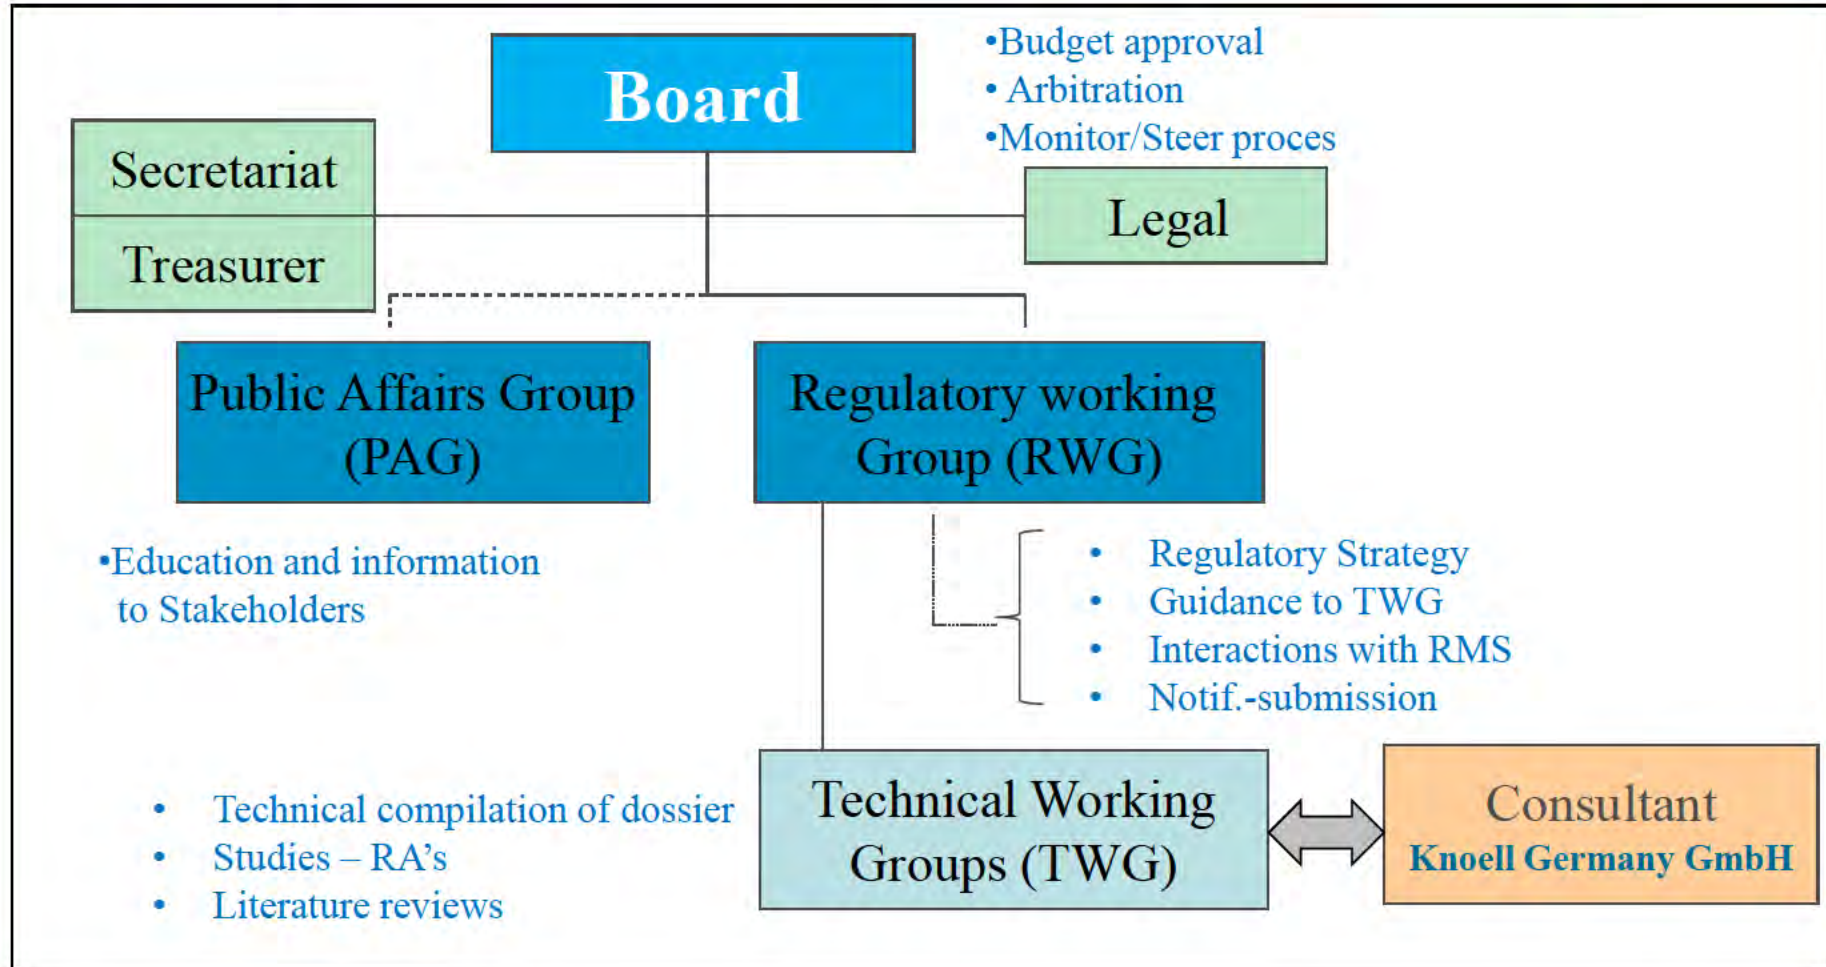 Board
•Budget approval
• Arbitration
•Monitor/Steer proces
Secretariat
Treasurer
Legal
Public Affairs Group
(PAG)
Regulatory working
Group (RWG)
•Education and information
to Stakeholders
• Regulatory Strategy
• Guidance to TWG
• Interactions with RMS
• Notif.-submission
• Technical compilation of dossier
• Studies – RA's
• Literature reviews
Technical Working
Groups (TWG)
Consultant
Knoell Germany GmbH